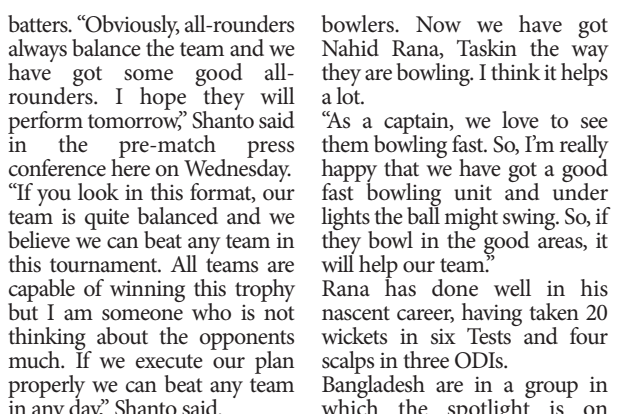 batters. “Obviously, all-rounders
always balance the team and we
have got some good all-
rounders. I hope they will
perform tomorrow,” Shanto said
in the pre-match press
conference here on Wednesday.
“If you look in this format, our
team is quite balanced and we
believe we can beat any team in
this tournament. All teams are
capable of winning this trophy
but I am someone who is not
thinking about the opponents
much. If we execute our plan
properly we can beat any team
in any day,” Shanto said.
bowlers. Now we have got
Nahid Rana, Taskin the way
they are bowling. I think it helps
a lot.
“As a captain, we love to see
them bowling fast. So, I’m really
happy that we have got a good
fast bowling unit and under
lights the ball might swing. So, if
they bowl in the good areas, it
will help our team.”
Rana has done well in his
nascent career, having taken 20
wickets in six Tests and four
scalps in three ODIs.
Bangladesh are in a group in
which the spotlight is on